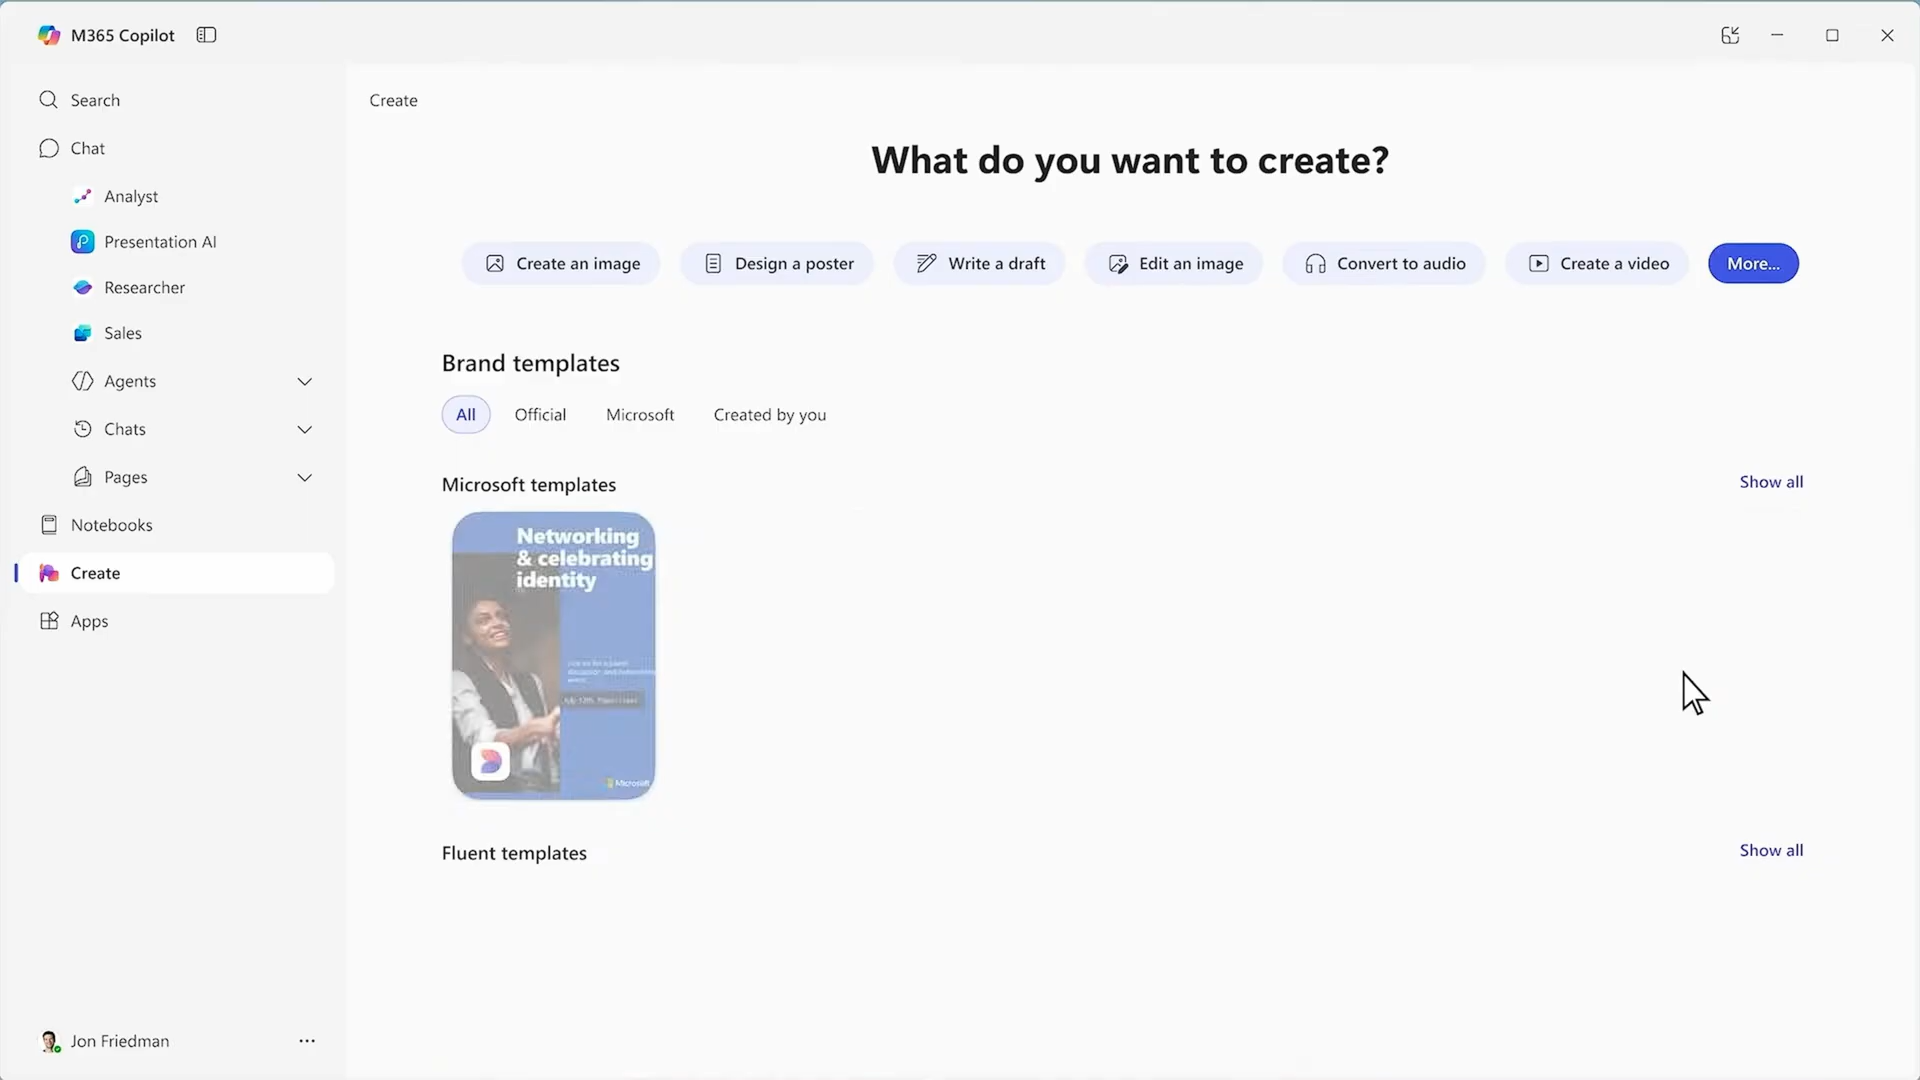 M365 Copilot
Search
Chat
Analyst
Presentation AI
Researcher
Sales
Agents
Chats
Pages
Notebooks
Create
Apps
Jon Friedman
Create
What do you want to create?
Create an image
Design a poster
Write a draft
Edit an image
Convert to audio
Create a video
More...
Brand templates
All
Official
Microsoft
Created by you
Microsoft templates
Show all
Networking
& celebrating
identity
Microsoft
Fluent templates
Show all